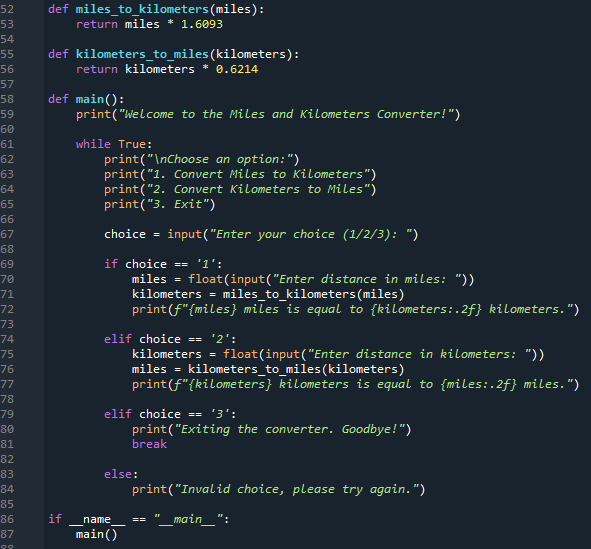 52 def miles_to_kilometers(miles):
53     return miles * 1.6093
54
55 def kilometers_to_miles(kilometers):
56     return kilometers * 0.6214
57
58 def main():
59     print("Welcome to the Miles and Kilometers Converter!")
60
61     while True:
62         print("\nChoose an option:")
63         print("1. Convert Miles to Kilometers")
64         print("2. Convert Kilometers to Miles")
65         print("3. Exit")
66
67         choice = input("Enter your choice (1/2/3): ")
68
69         if choice == '1':
70             miles = float(input("Enter distance in miles: "))
71             kilometers = miles_to_kilometers(miles)
72             print(f"{miles} miles is equal to {kilometers:.2f} kilometers.")
73
74         elif choice == '2':
75             kilometers = float(input("Enter distance in kilometers: "))
76             miles = kilometers_to_miles(kilometers)
77             print(f"{kilometers} kilometers is equal to {miles:.2f} miles.")
78
79         elif choice == '3':
80             print("Exiting the converter. Goodbye!")
81             break
82
83         else:
84             print("Invalid choice, please try again.")
85
86 if __name__ == "__main__":
87     main()
88